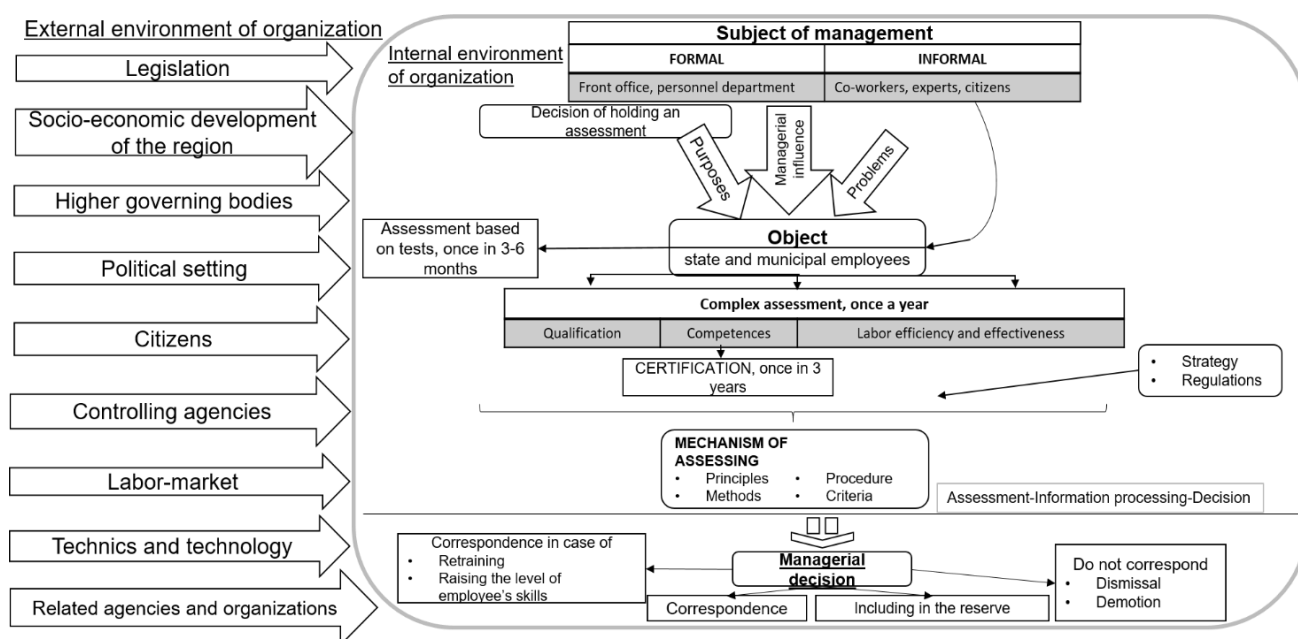 External environment of organization
Legislation
Socio-economic development
of the region
Higher governing bodies
Political setting
Citizens
Controlling agencies
Labor-market
Technics and technology
Related agencies and organizations
Internal environment
of organization
Subject of management
FORMAL
INFORMAL
Front office, personnel department
Co-workers, experts, citizens
Decision of holding an
assessment
Purposes
Managerial
influence
Problems
Assessment based
on tests, once in 3-6
months
Object
state and municipal employees
Complex assessment, once a year
Qualification
Competences
Labor efficiency and effectiveness
CERTIFICATION, once in 3
years
• Strategy
• Regulations
MECHANISM OF
ASSESSING
• Principles
• Methods
• Procedure
• Criteria
Assessment-Information processing-Decision
Correspondence in case of
• Retraining
• Raising the level of
employee's skills
Managerial
decision
Correspondence
Including in the reserve
Do not correspond
• Dismissal
• Demotion